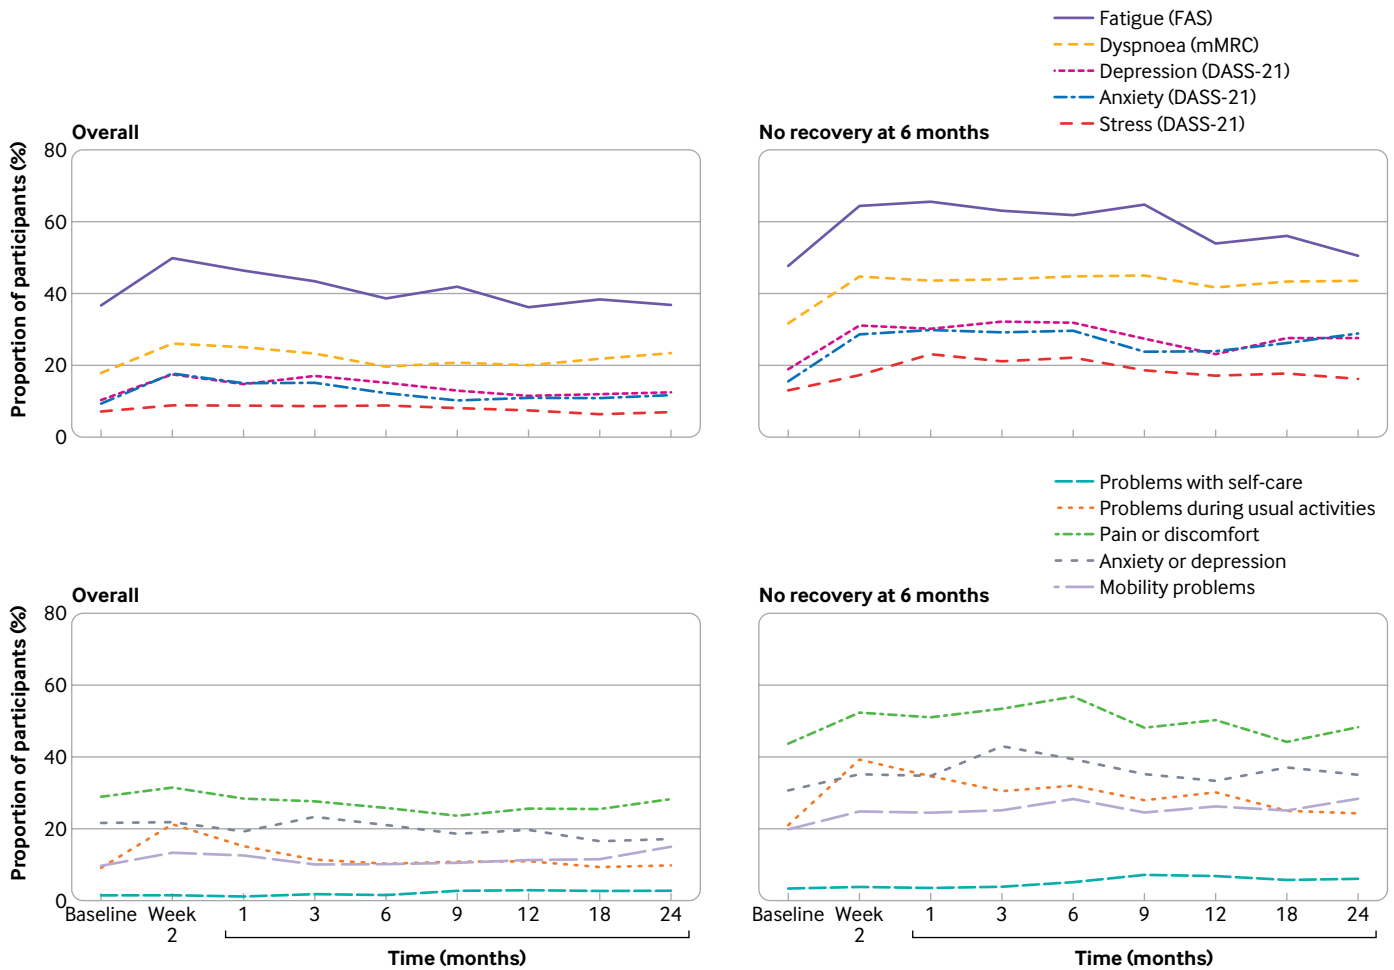 Fatigue (FAS)
Dyspnoea (mMRC)
Depression (DASS-21)
Anxiety (DASS-21)
Stress (DASS-21)
Overall
No recovery at 6 months
Proportion of participants (%)
80
60
40
20
0
Problems with self-care
Problems during usual activities
Pain or discomfort
Anxiety or depression
Mobility problems
Overall
No recovery at 6 months
Proportion of participants (%)
80
60
40
20
0
Baseline Week 1 3 6 9 12 18 24
2
Time (months)
Baseline Week 1 3 6 9 12 18 24
2
Time (months)